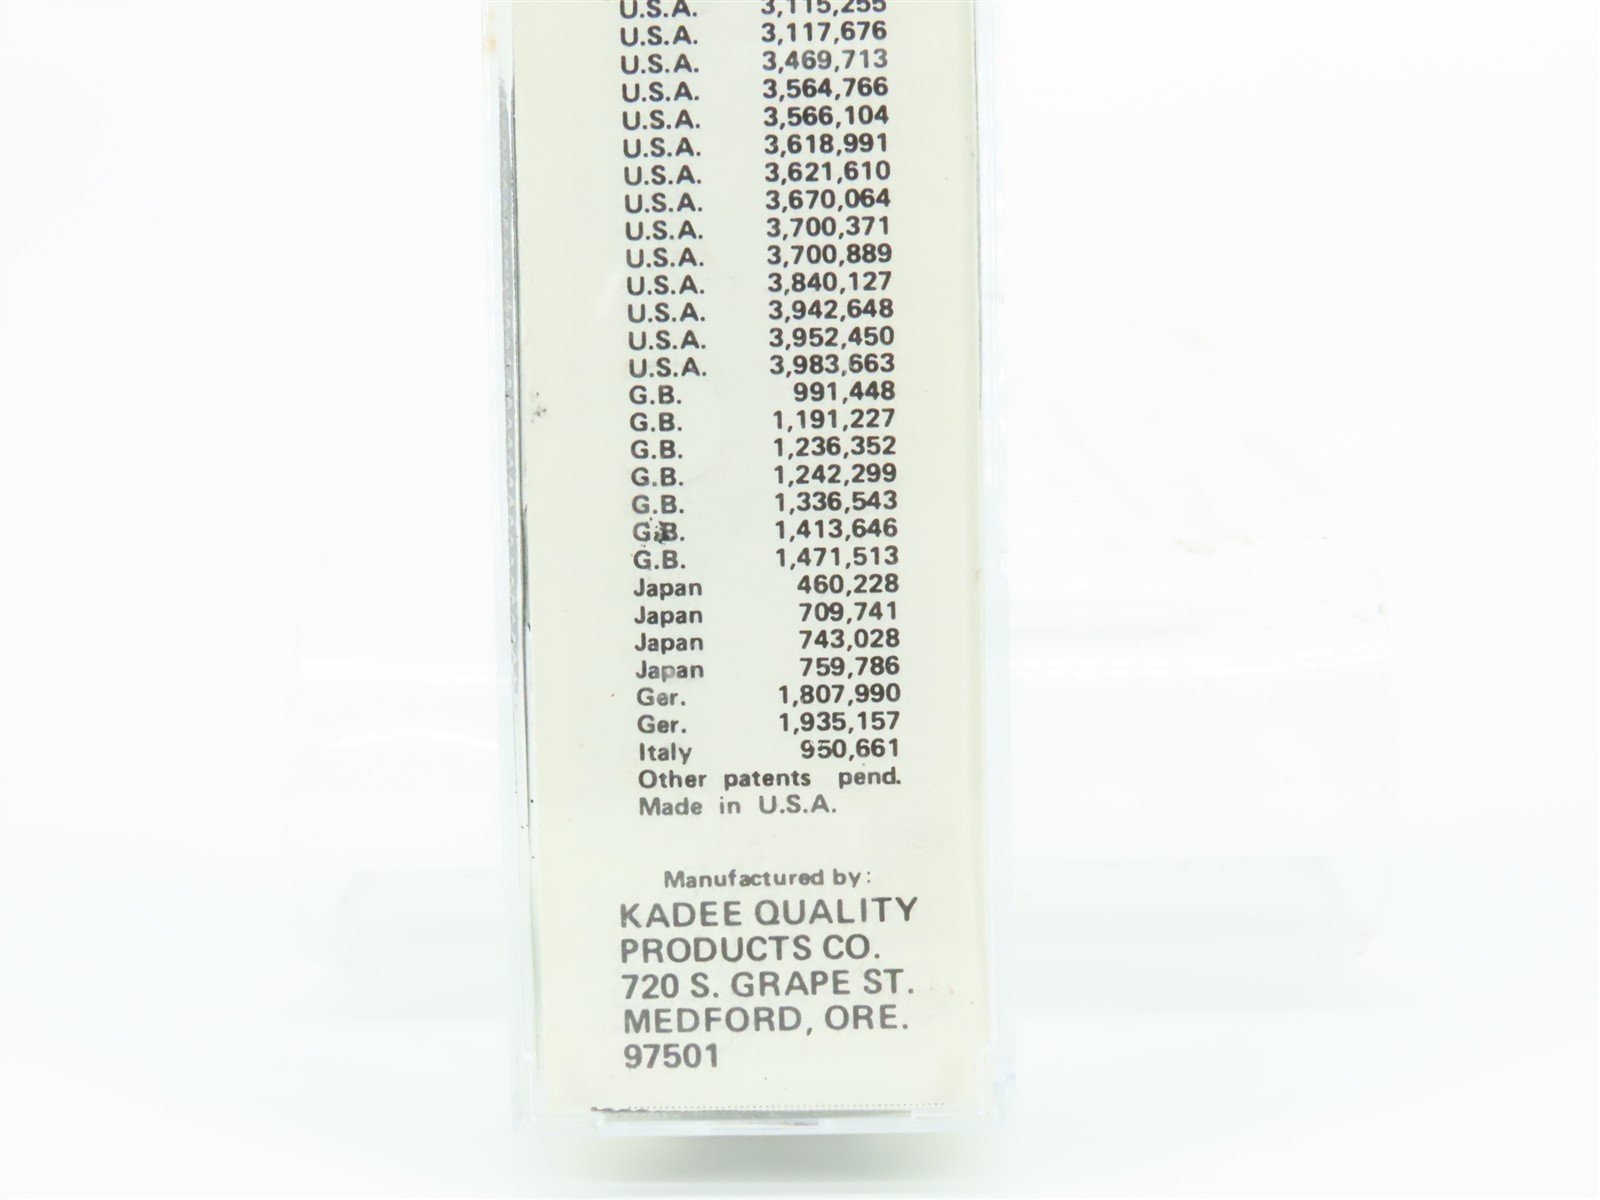 U.S.A. 3,115,255
U.S.A. 3,117,676
U.S.A. 3,469,713
U.S.A. 3,564,766
U.S.A. 3,566,104
U.S.A. 3,618,991
U.S.A. 3,621,610
U.S.A. 3,670,064
U.S.A. 3,700,371
U.S.A. 3,700,889
U.S.A. 3,840,127
U.S.A. 3,942,648
U.S.A. 3,952,450
U.S.A. 3,983,663
G.B. 991,448
G.B. 1,191,227
G.B. 1,236,352
G.B. 1,242,299
G.B. 1,336,543
G.B. 1,413,646
G.B. 1,471,513
Japan 460,228
Japan 709,741
Japan 743,028
Japan 759,786
Ger. 1,807,990
Ger. 1,935,157
Italy 950,661
Other patents pend.
Made in U.S.A.
Manufactured by:
KADEE QUALITY
PRODUCTS CO.
720 S. GRAPE ST.
MEDFORD, ORE.
97501